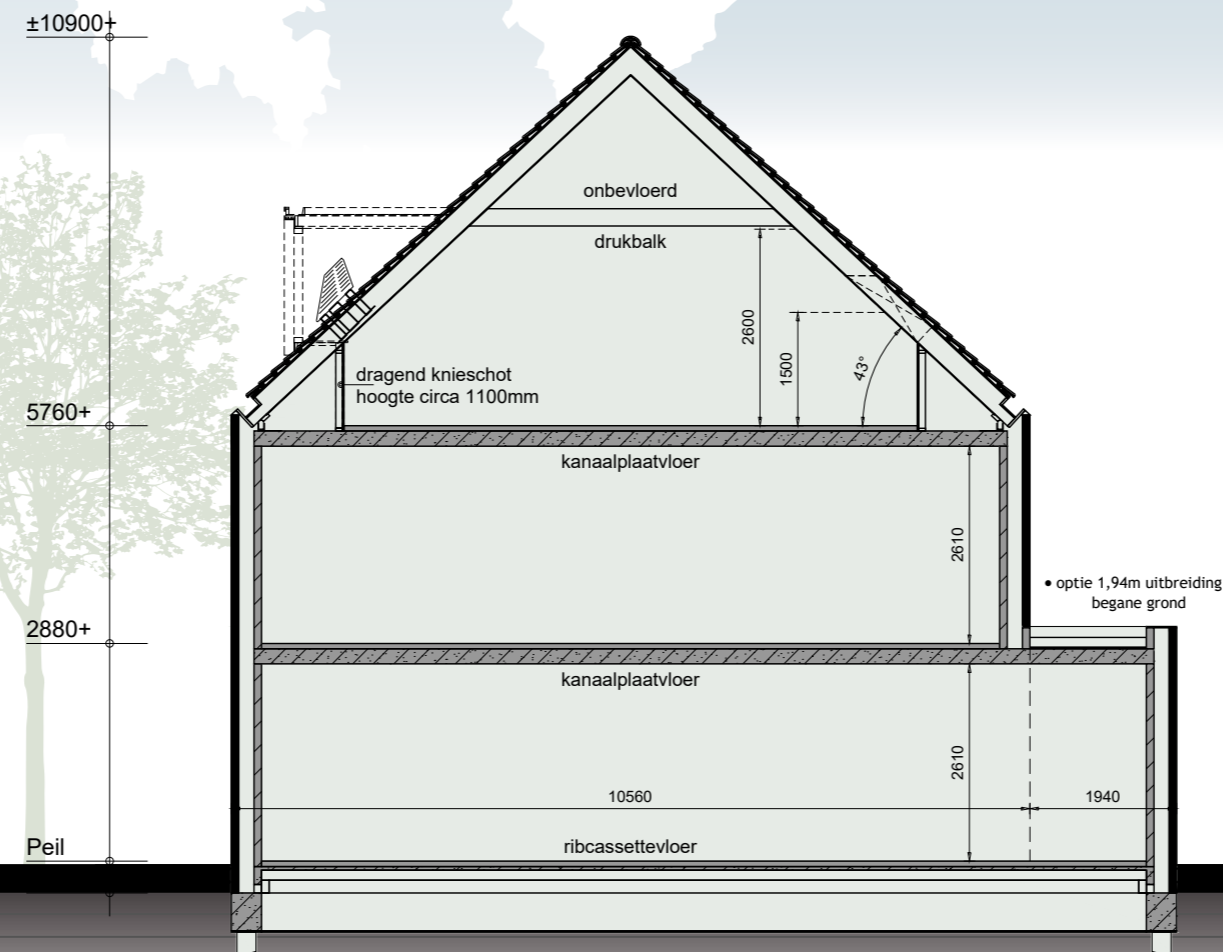 ±10900+
onbevloerd
drukbalk
2600
1500
43°
dragend knieschot
hoogte circa 1100mm
5760+
kanaalplaatvloer
2610
• optie 1,94m uitbreiding
begane grond
2880+
kanaalplaatvloer
2610
10560
1940
Peil
ribcassettevloer